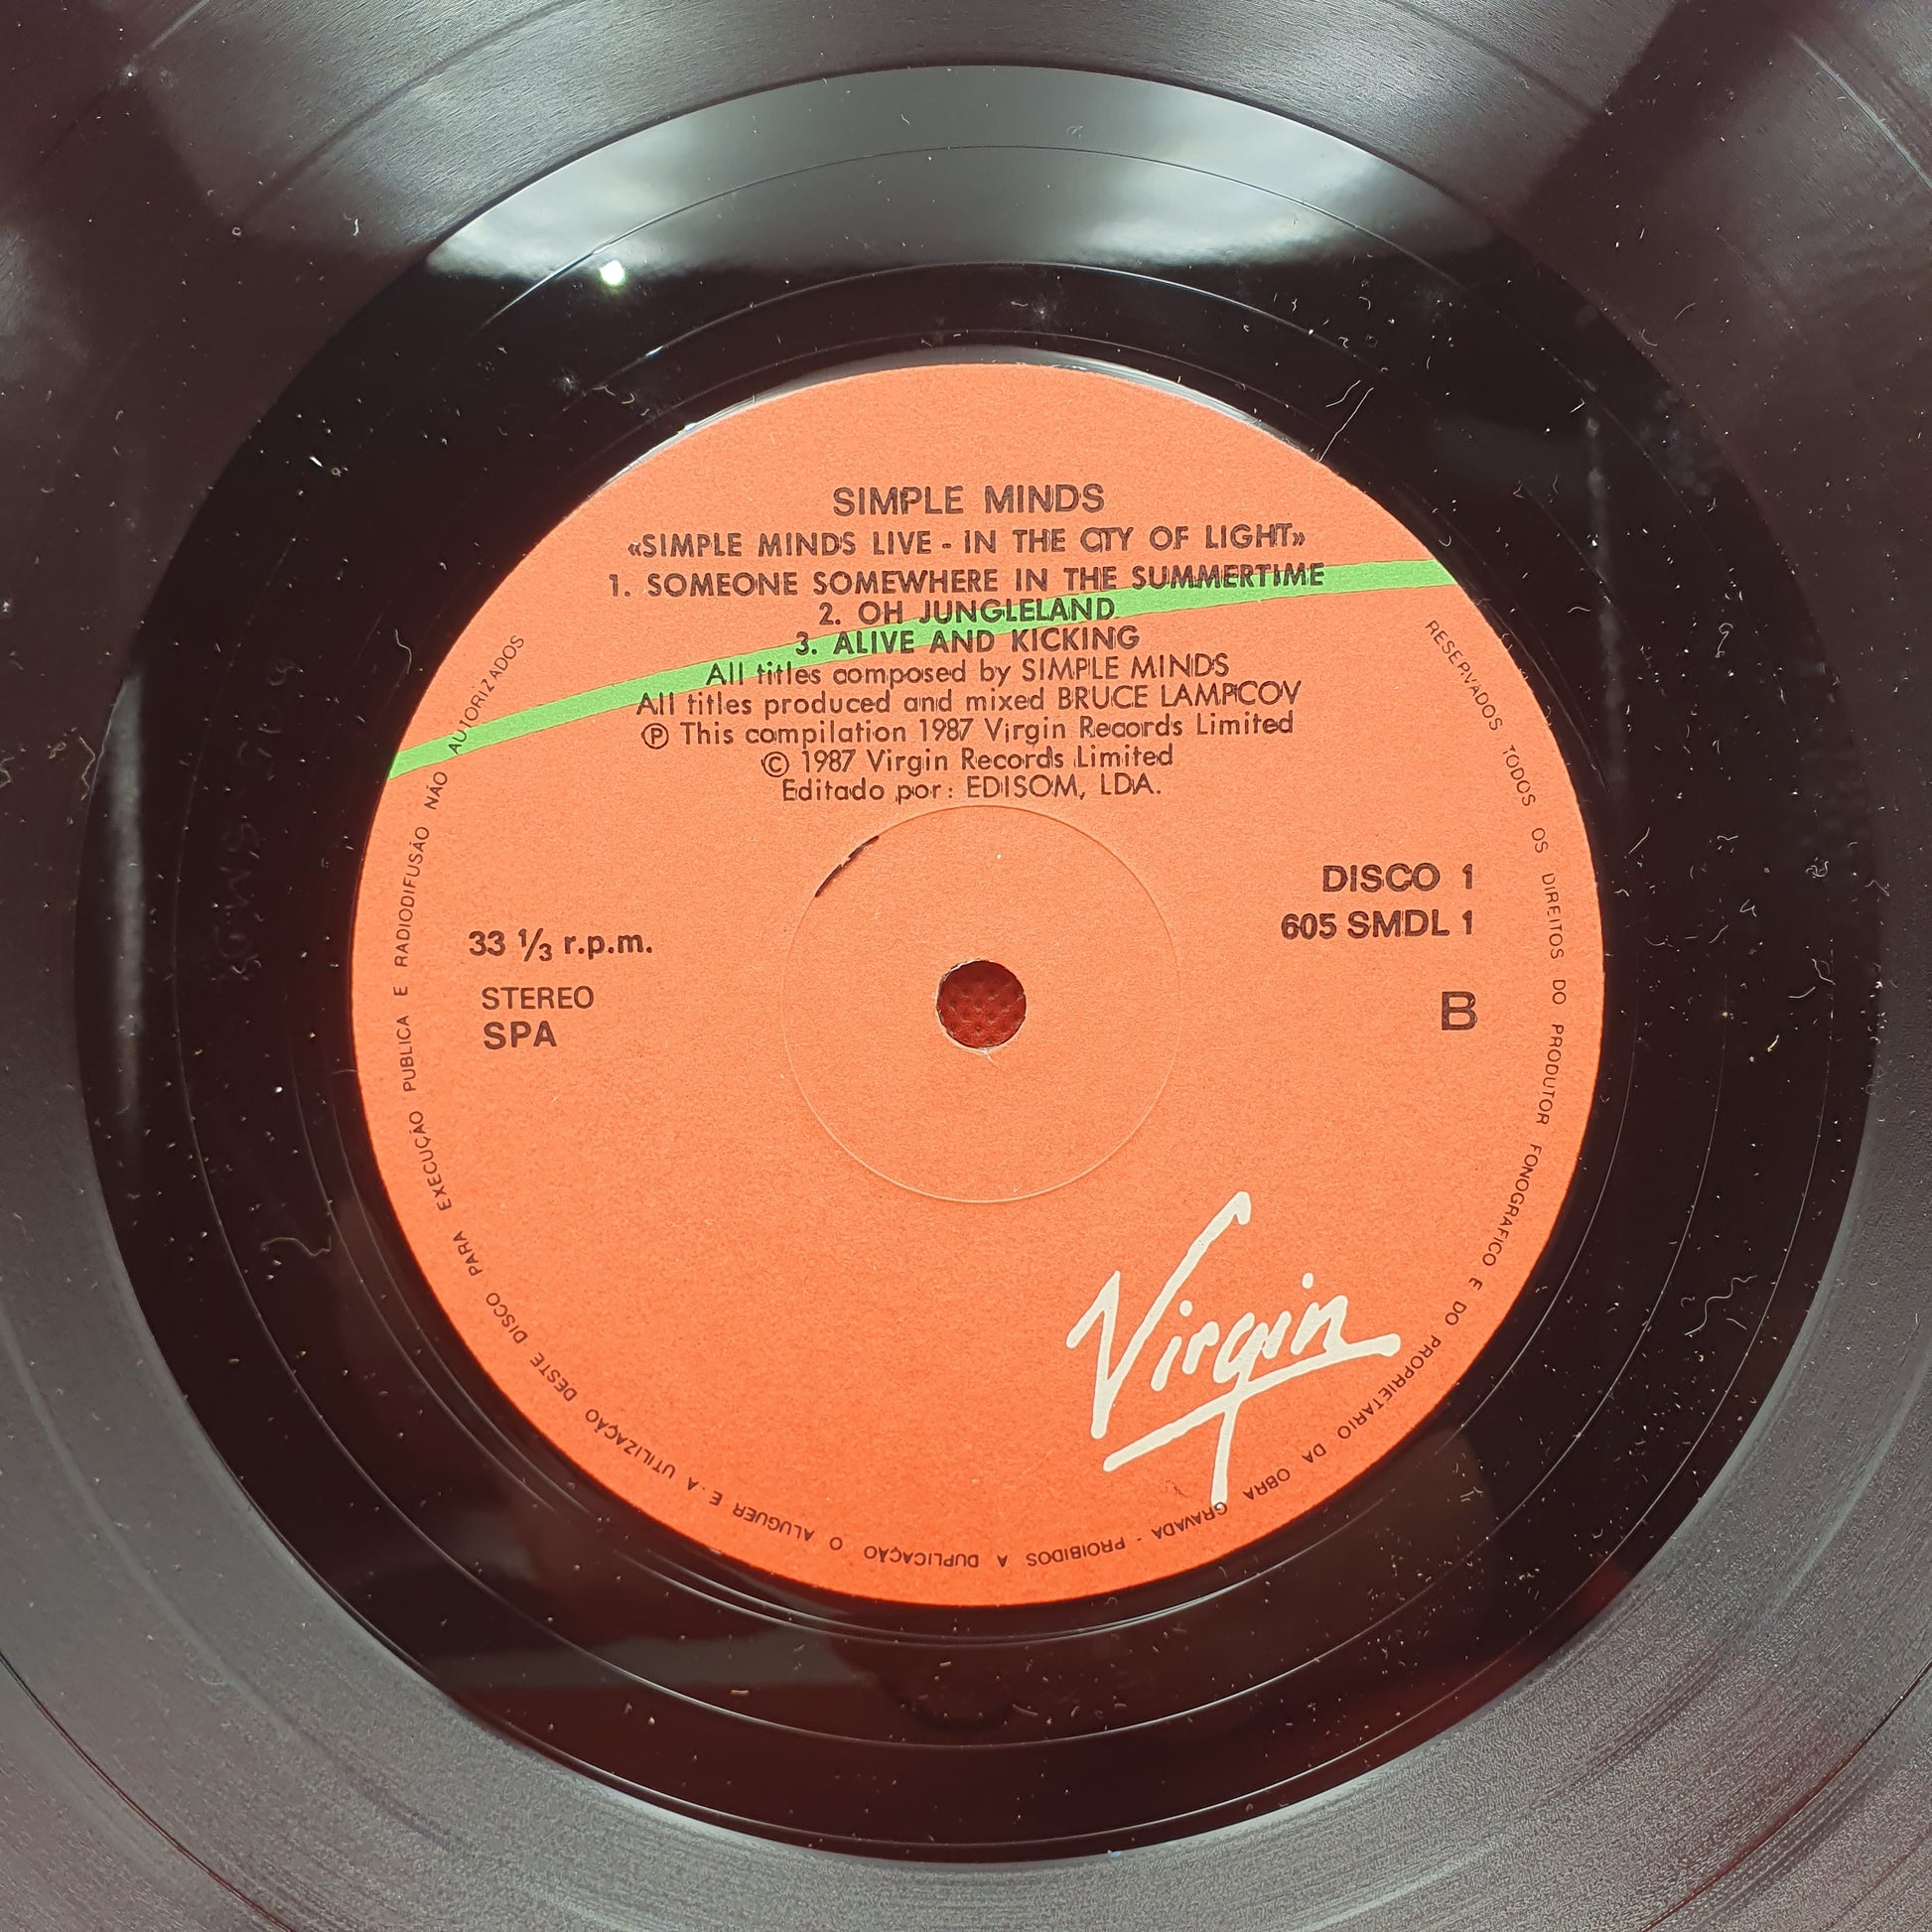 SIMPLE MINDS
«SIMPLE MINDS LIVE - IN THE CITY OF LIGHT»
1. SOMEONE SOMEWHERE IN THE SUMMERTIME
2. OH JUNGLELAND
3. ALIVE AND KICKING
All titles composed by SIMPLE MINDS
All titles produced and mixed BRUCE LAMPCOV
℗ This compilation 1987 Virgin Records Limited
© 1987 Virgin Records Limited
Editado por: EDISOM, LDA.
DISCO 1
605 SMDL 1
33 1/3 r.p.m.
STEREO
SPA
B
Virgin
RESERVADOS TODOS OS DIREITOS DO PRODUTOR FONOGRAFICO E DO PROPRIETARIO DA OBRA GRAVADA - PROIBIDOS A DUPLICAÇÃO O ALUGUER E . A UTILIZAÇÃO DESTE DISCO PARA EXECUÇÃO PUBLICA E RADIODIFUSÃO NÃO AUTORIZADOS